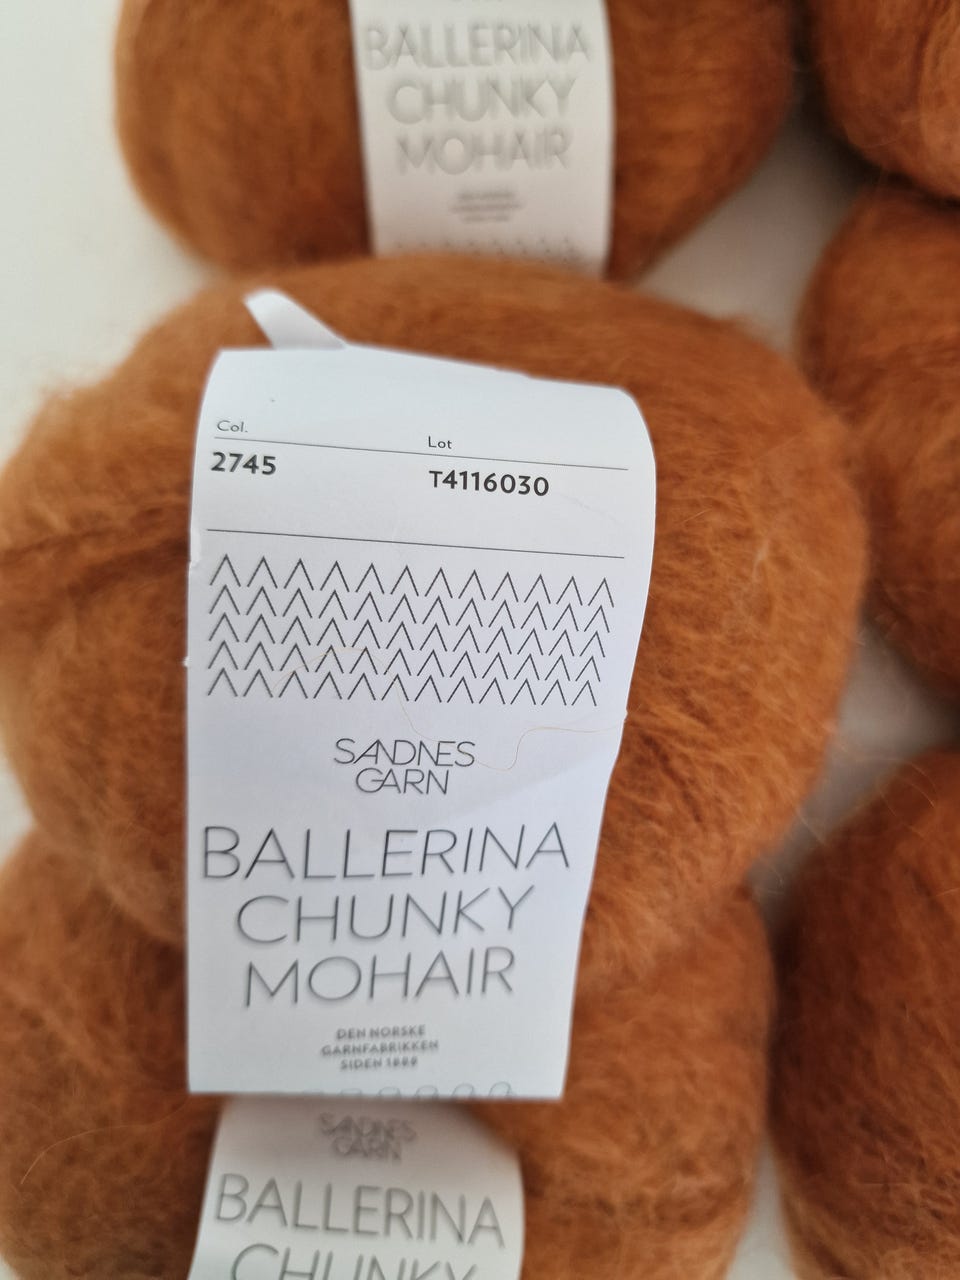 BALLERINA
CHUNKY
MOHAIR
Col.
Lot
2745
T4116030
SANDNES
GARN
BALLERINA
CHUNKY
MOHAIR
DEN NORSKE
GARNFABRIKKEN
SIDEN 1888
SANDNES
GARN
BALLERINA
CHUNKY